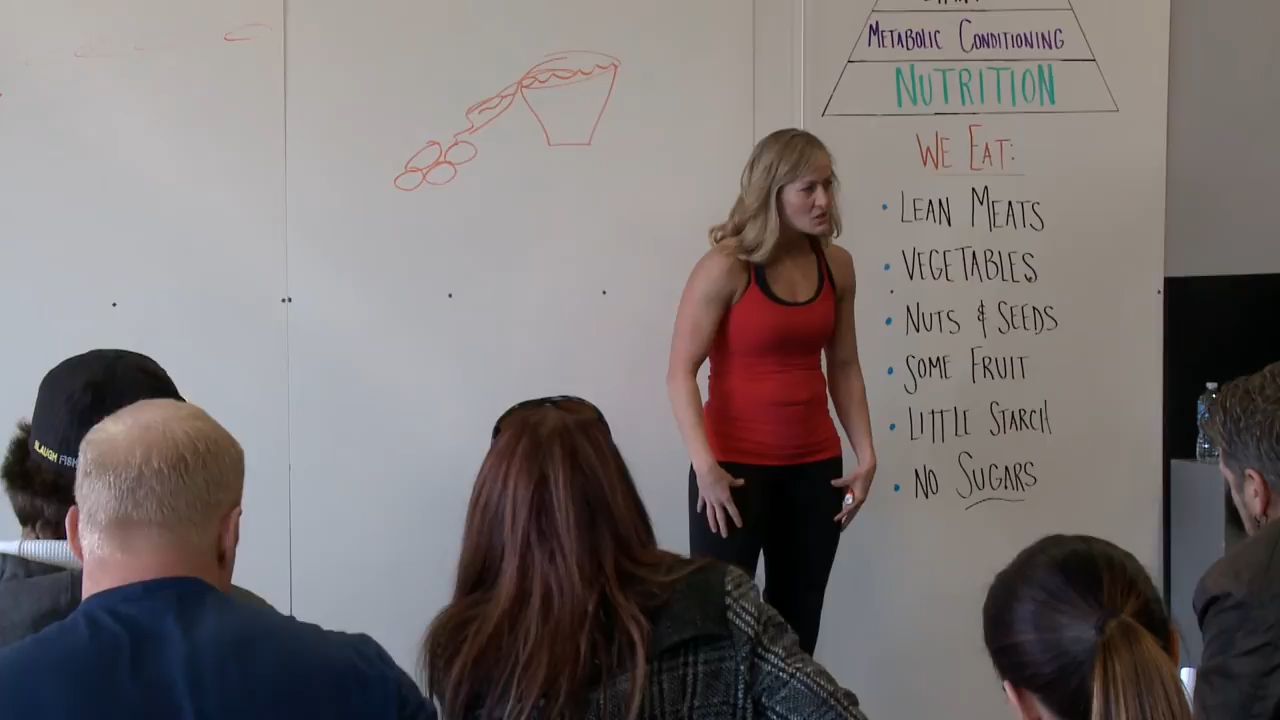 METABOLIC CONDITIONING
NUTRITION
WE EAT:
• LEAN MEATS
• VEGETABLES
• NUTS & SEEDS
• SOME FRUIT
• LITTLE STARCH
• NO SUGARS